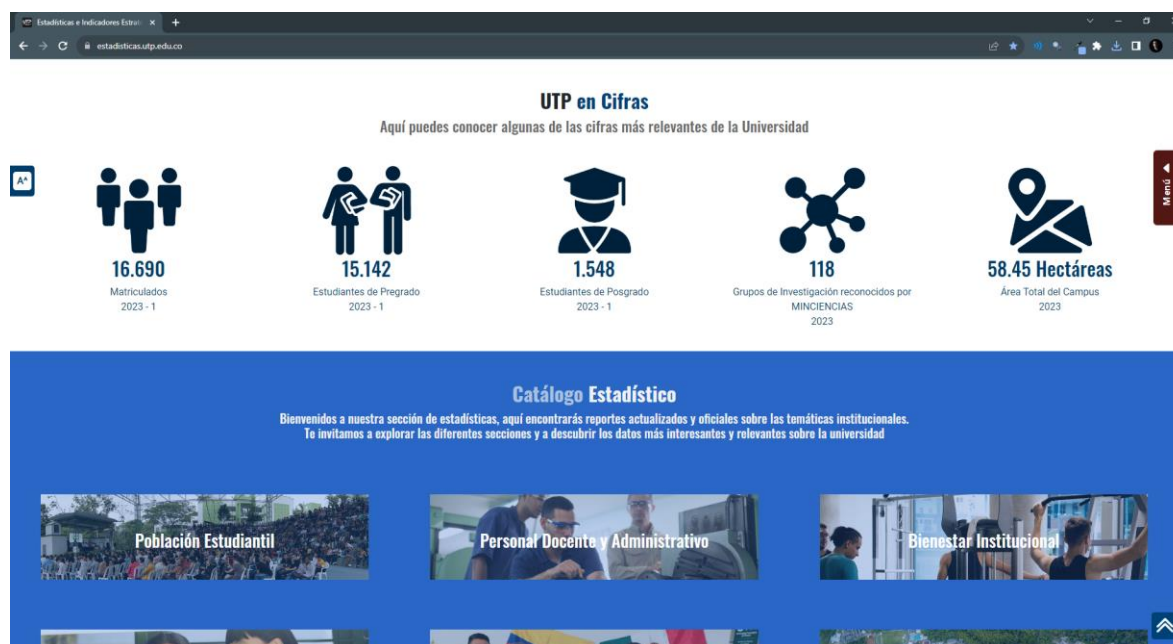 Estadísticas e Indicadores Estrat
estadisticas.utp.edu.co
UTP en Cifras
Aquí puedes conocer algunas de las cifras más relevantes de la Universidad
A+
Menú
16.690
Matriculados
2023 - 1
15.142
Estudiantes de Pregrado
2023 - 1
1.548
Estudiantes de Posgrado
2023 - 1
118
Grupos de Investigación reconocidos por
MINCIENCIAS
2023
58.45 Hectáreas
Área Total del Campus
2023
Catálogo Estadístico
Bienvenidos a nuestra sección de estadísticas, aquí encontrarás reportes actualizados y oficiales sobre las temáticas institucionales.
Te invitamos a explorar las diferentes secciones y a descubrir los datos más interesantes y relevantes sobre la universidad
Población Estudiantil
Personal Docente y Administrativo
Bienestar Institucional